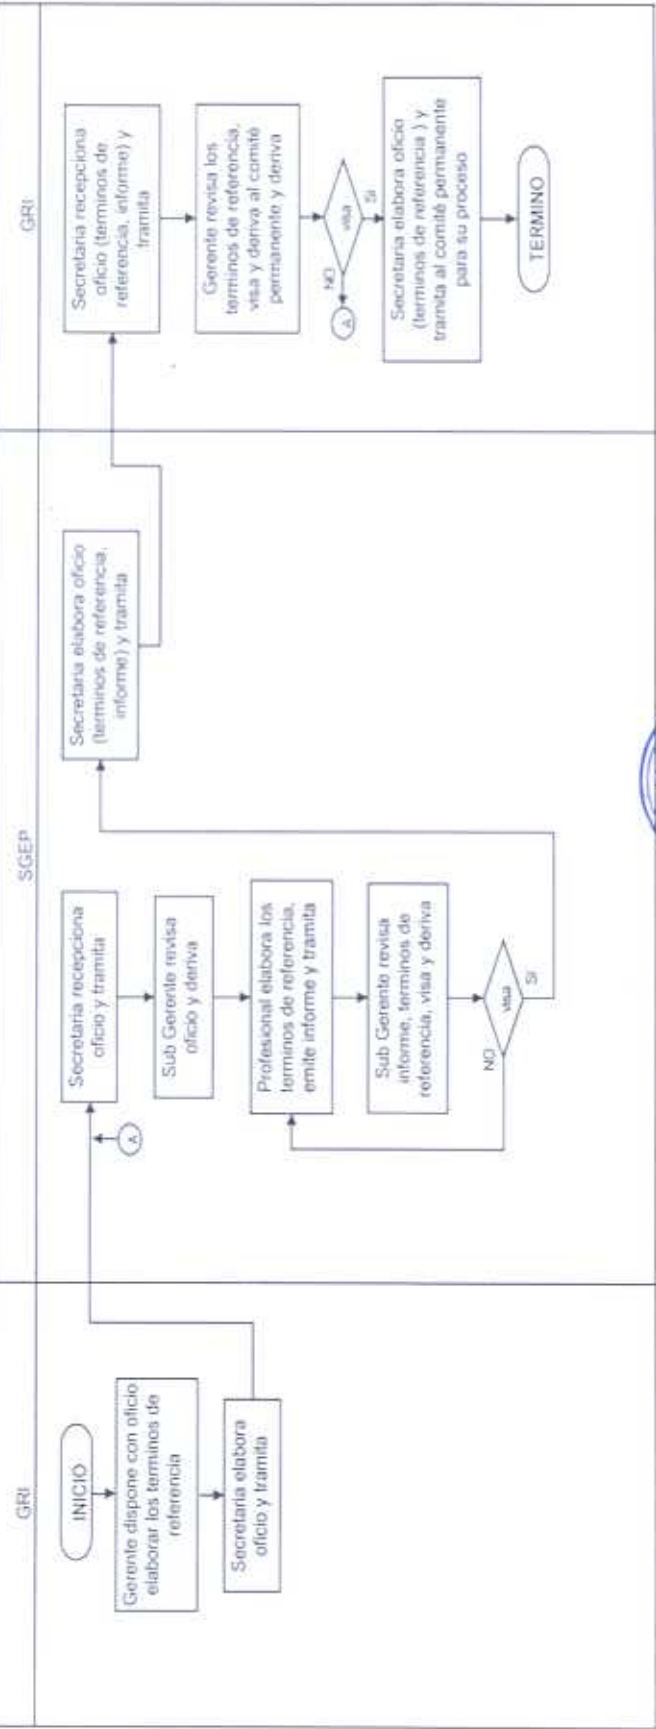 GRI
SGEP
GRI
INICIO
Gerente dispone con oficio
elaborar los terminos de
referencia
Secretaria elabora
oficio y tramita
Secretaria recepciona
oficio y tramita
A
Sub Gerente revisa
oficio y deriva
Profesional elabora los
terminos de referencia,
emite informe y tramita
Sub Gerente revisa
informe, terminos de
referencia, visa y deriva
visa
NO
SI
Secretaria elabora oficio
(terminos de referencia,
informe) y tramita
Secretaria recepciona
oficio (terminos de
referencia, informe) y
tramita
Gerente revisa los
terminos de referencia,
visa y deriva al comité
permanente y deriva
visa
NO
A
SI
Secretaria elabora oficio
(terminos de referencia ) y
tramita al comité permanente
para su proceso
TERMINO